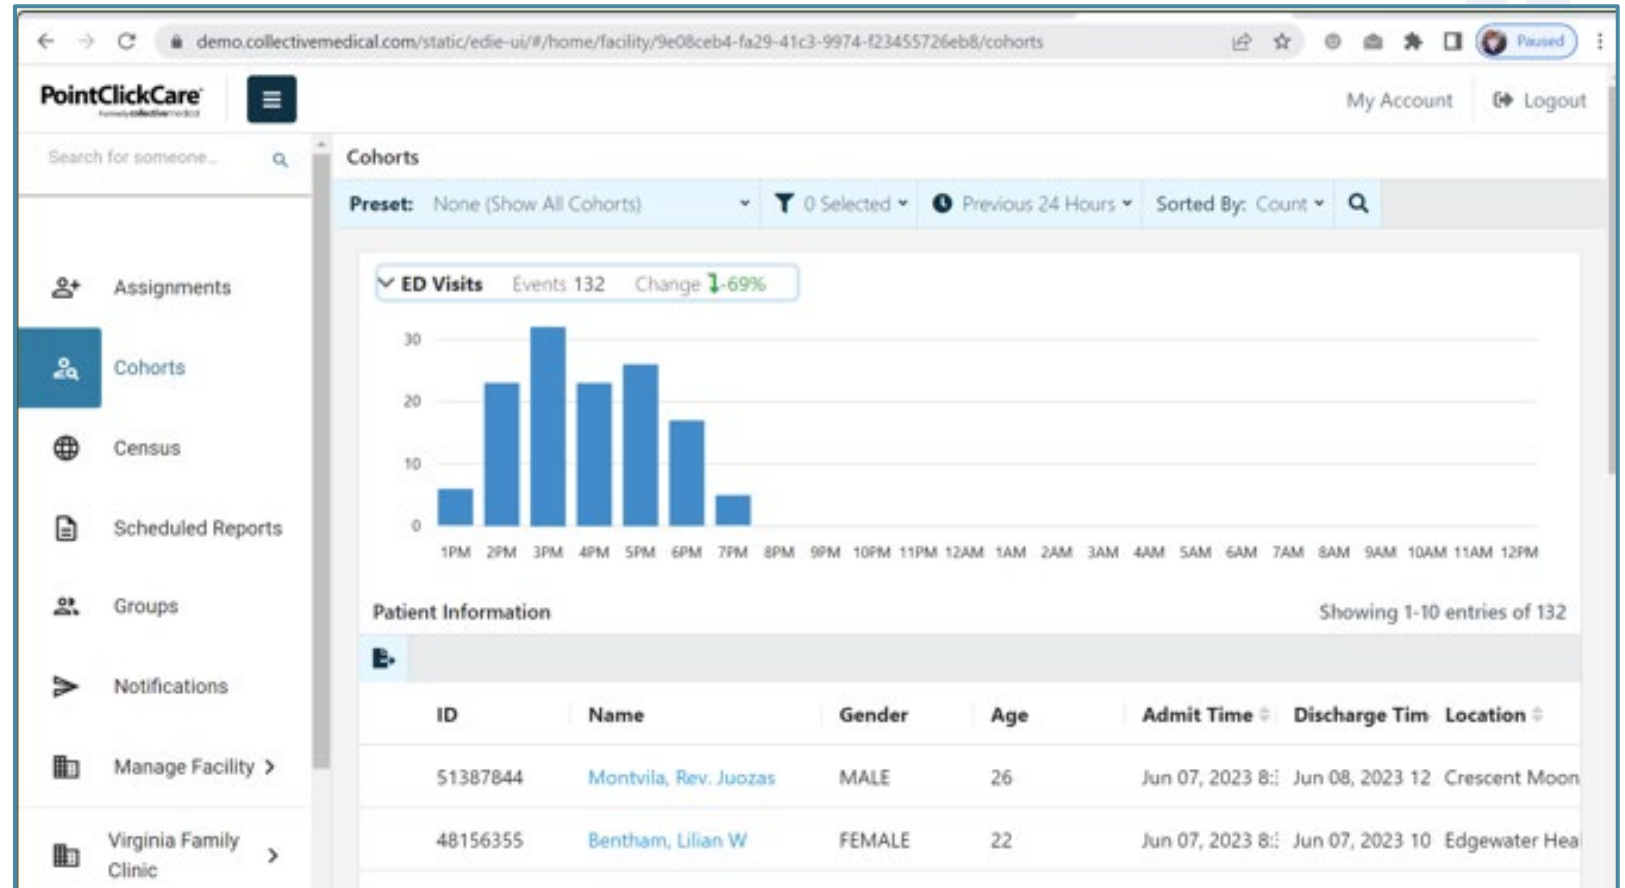 demo.collectivemedical.com/static/edie-ui/#/home/facility/9e08ceb4-fa29-41c3-9974-f23455726eb8/cohorts
Paused
PointClickCare
Formerly collective medical
My Account
Logout
Search for someone...
Cohorts
Preset: None (Show All Cohorts)
0 Selected
Previous 24 Hours
Sorted By: Count
Assignments
Cohorts
Census
Scheduled Reports
Groups
Notifications
Manage Facility
Virginia Family
Clinic
ED Visits Events 132 Change -69%
30
20
10
0
1PM 2PM 3PM 4PM 5PM 6PM 7PM 8PM 9PM 10PM 11PM 12AM 1AM 2AM 3AM 4AM 5AM 6AM 7AM 8AM 9AM 10AM 11AM 12PM
Patient Information
Showing 1-10 entries of 132
ID Name Gender Age Admit Time Discharge Tim Location
51387844 Montvila, Rev. Juozas MALE 26 Jun 07, 2023 8: Jun 08, 2023 12 Crescent Moon
48156355 Bentham, Lilian W FEMALE 22 Jun 07, 2023 8: Jun 07, 2023 10 Edgewater Hea